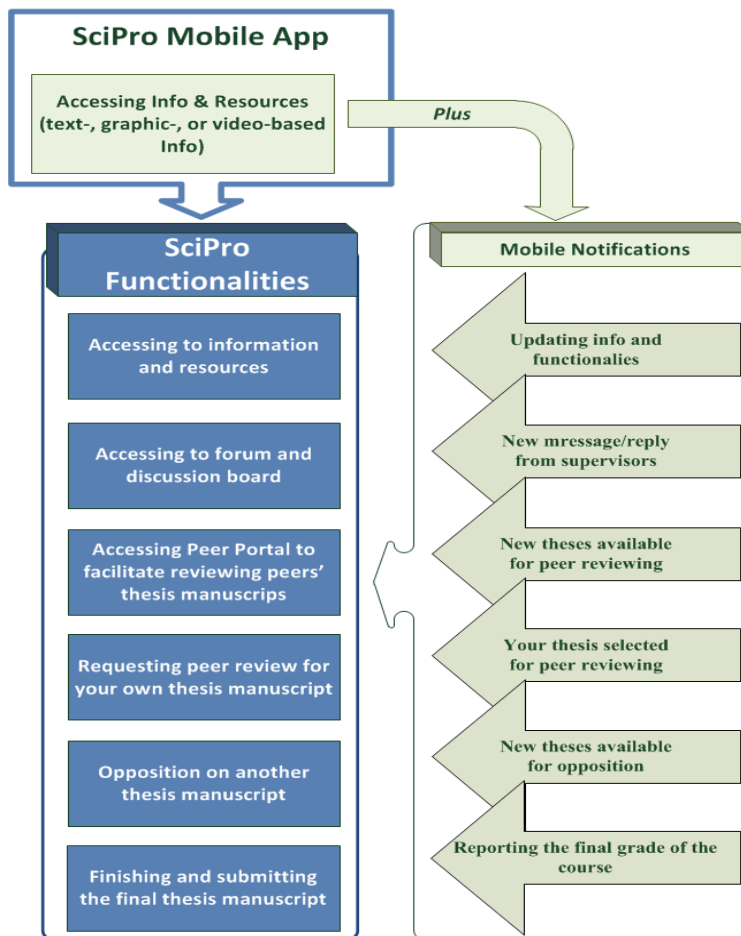 SciPro Mobile App
Accessing Info & Resources
(text-, graphic-, or video-based
Info)
Plus
SciPro
Functionalities
Accessing to information
and resources
Accessing to forum and
discussion board
Accessing Peer Portal to
facilitate reviewing peers’
thesis manuscrips
Requesting peer review for
your own thesis manuscript
Opposition on another
thesis manuscript
Finishing and submitting
the final thesis manuscript
Mobile Notifications
Updating info and
functionalies
New mressage/reply
from supervisors
New theses available
for peer reviewing
Your thesis selected
for peer reviewing
New theses available
for opposition
Reporting the final grade of the
course